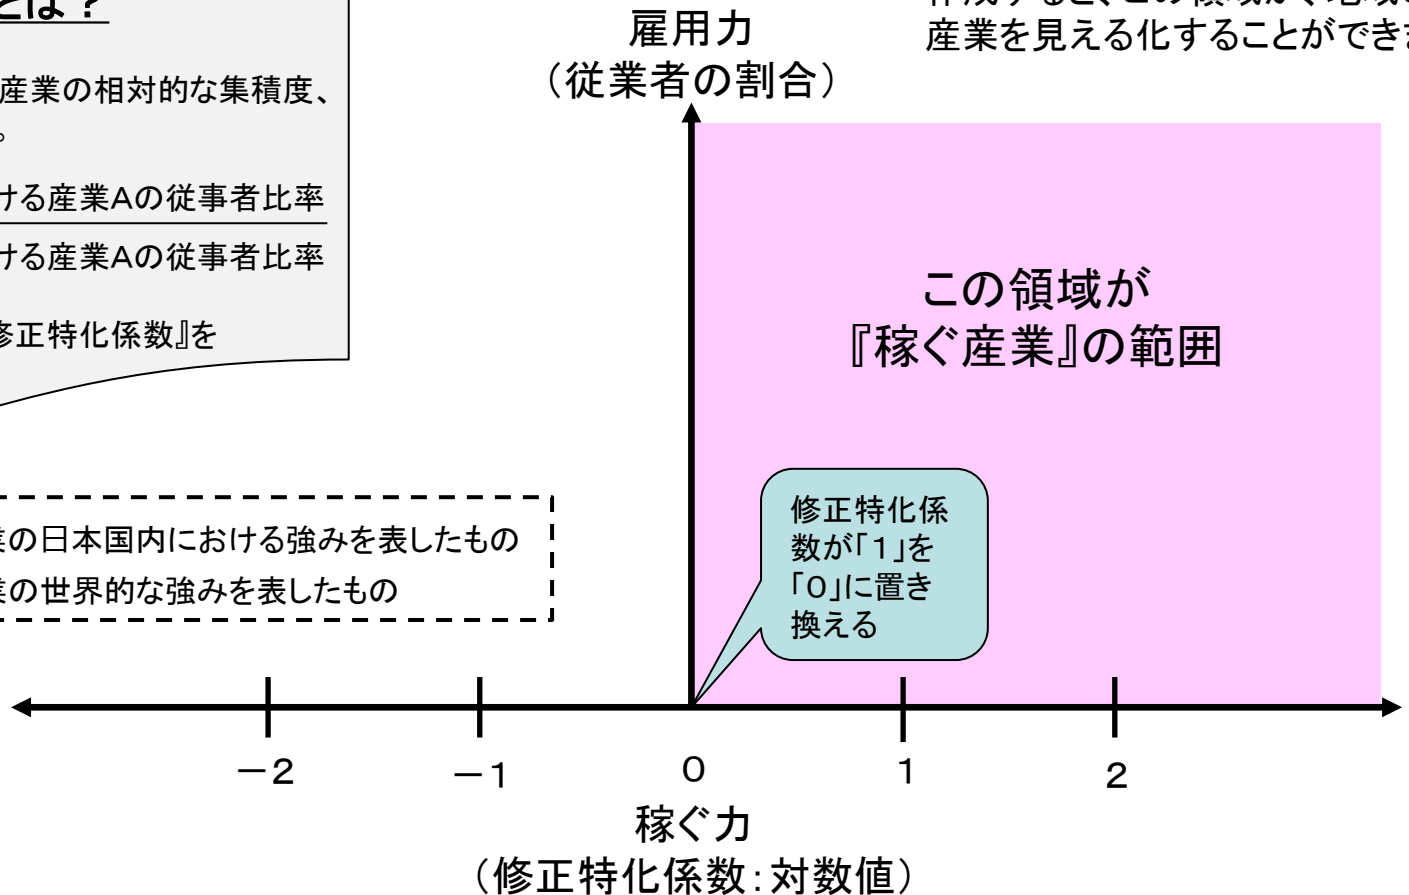 とは？
産業の相対的な集積度、
。
ける産業Aの従事者比率
ける産業Aの従事者比率
修正特化係数』を
業の日本国内における強みを表したもの
業の世界的な強みを表したもの
雇用力
（従業者の割合）
産業を見える化することができ
この領域が
『稼ぐ産業』の範囲
修正特化係
数が「1」を
「0」に置き
換える
－2
－1
0
1
2
稼ぐ力
（修正特化係数：対数値）